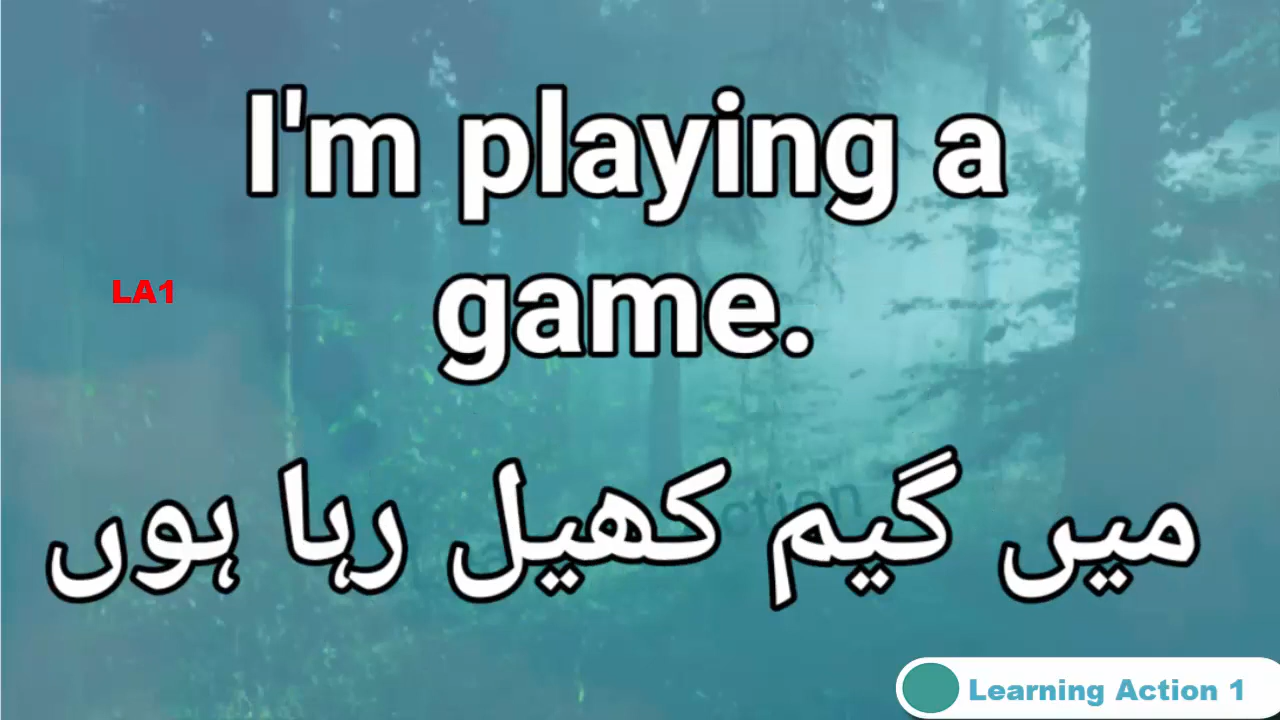 I'm playing a
LA1
game.
میں گیم کھیل رہا ہوں
Learning Action 1